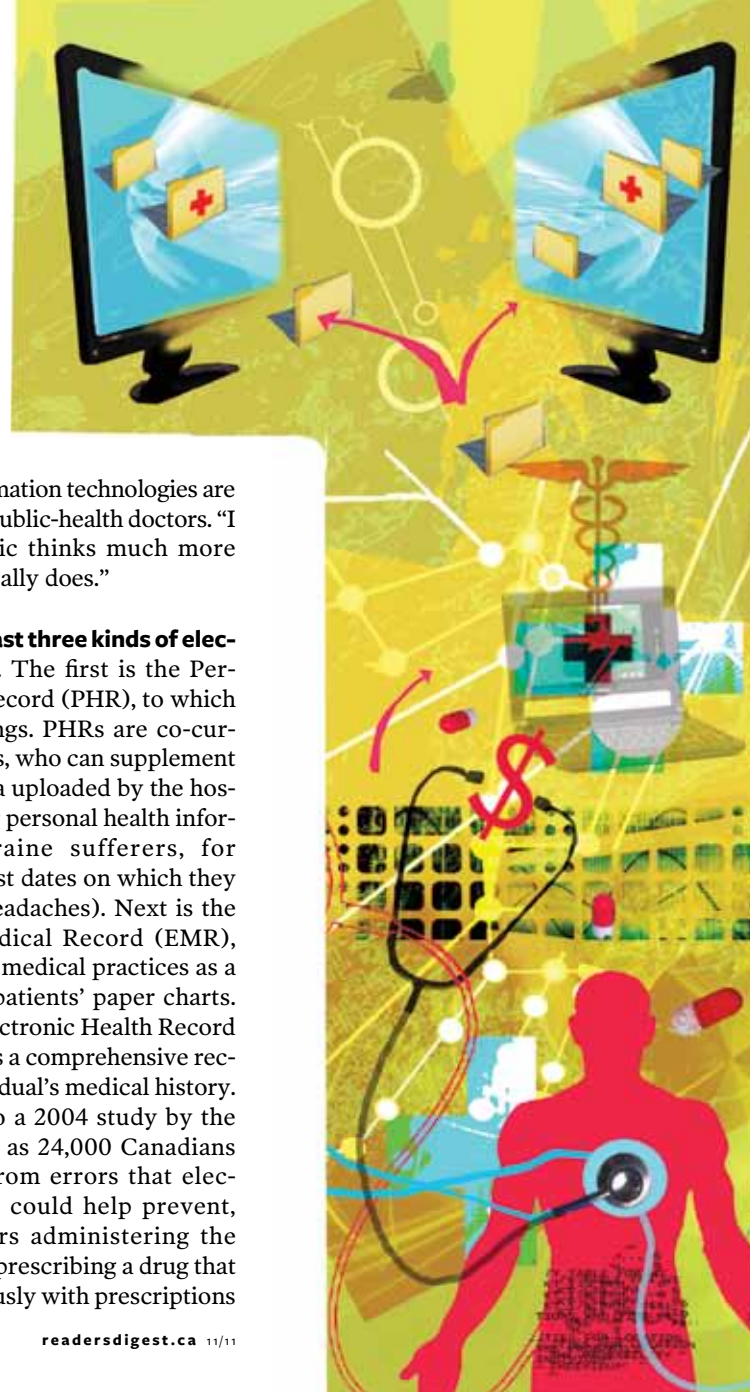 mation technologies are
ublic-health doctors. “I
ic thinks much more
ally does.”
ast three kinds of elec-
. The first is the Per-
ecord (PHR), to which
ngs. PHRs are co-cur-
s, who can supplement
a uploaded by the hos-
r personal health infor-
raine sufferers, for
st dates on which they
eadaches). Next is the
dical Record (EMR),
medical practices as a
patients’ paper charts.
ectronic Health Record
s a comprehensive rec-
dual’s medical history.
o a 2004 study by the
as 24,000 Canadians
rom errors that elec-
could help prevent,
rs administering the
prescribing a drug that
usly with prescriptions
readersdigest.ca 11/11
$